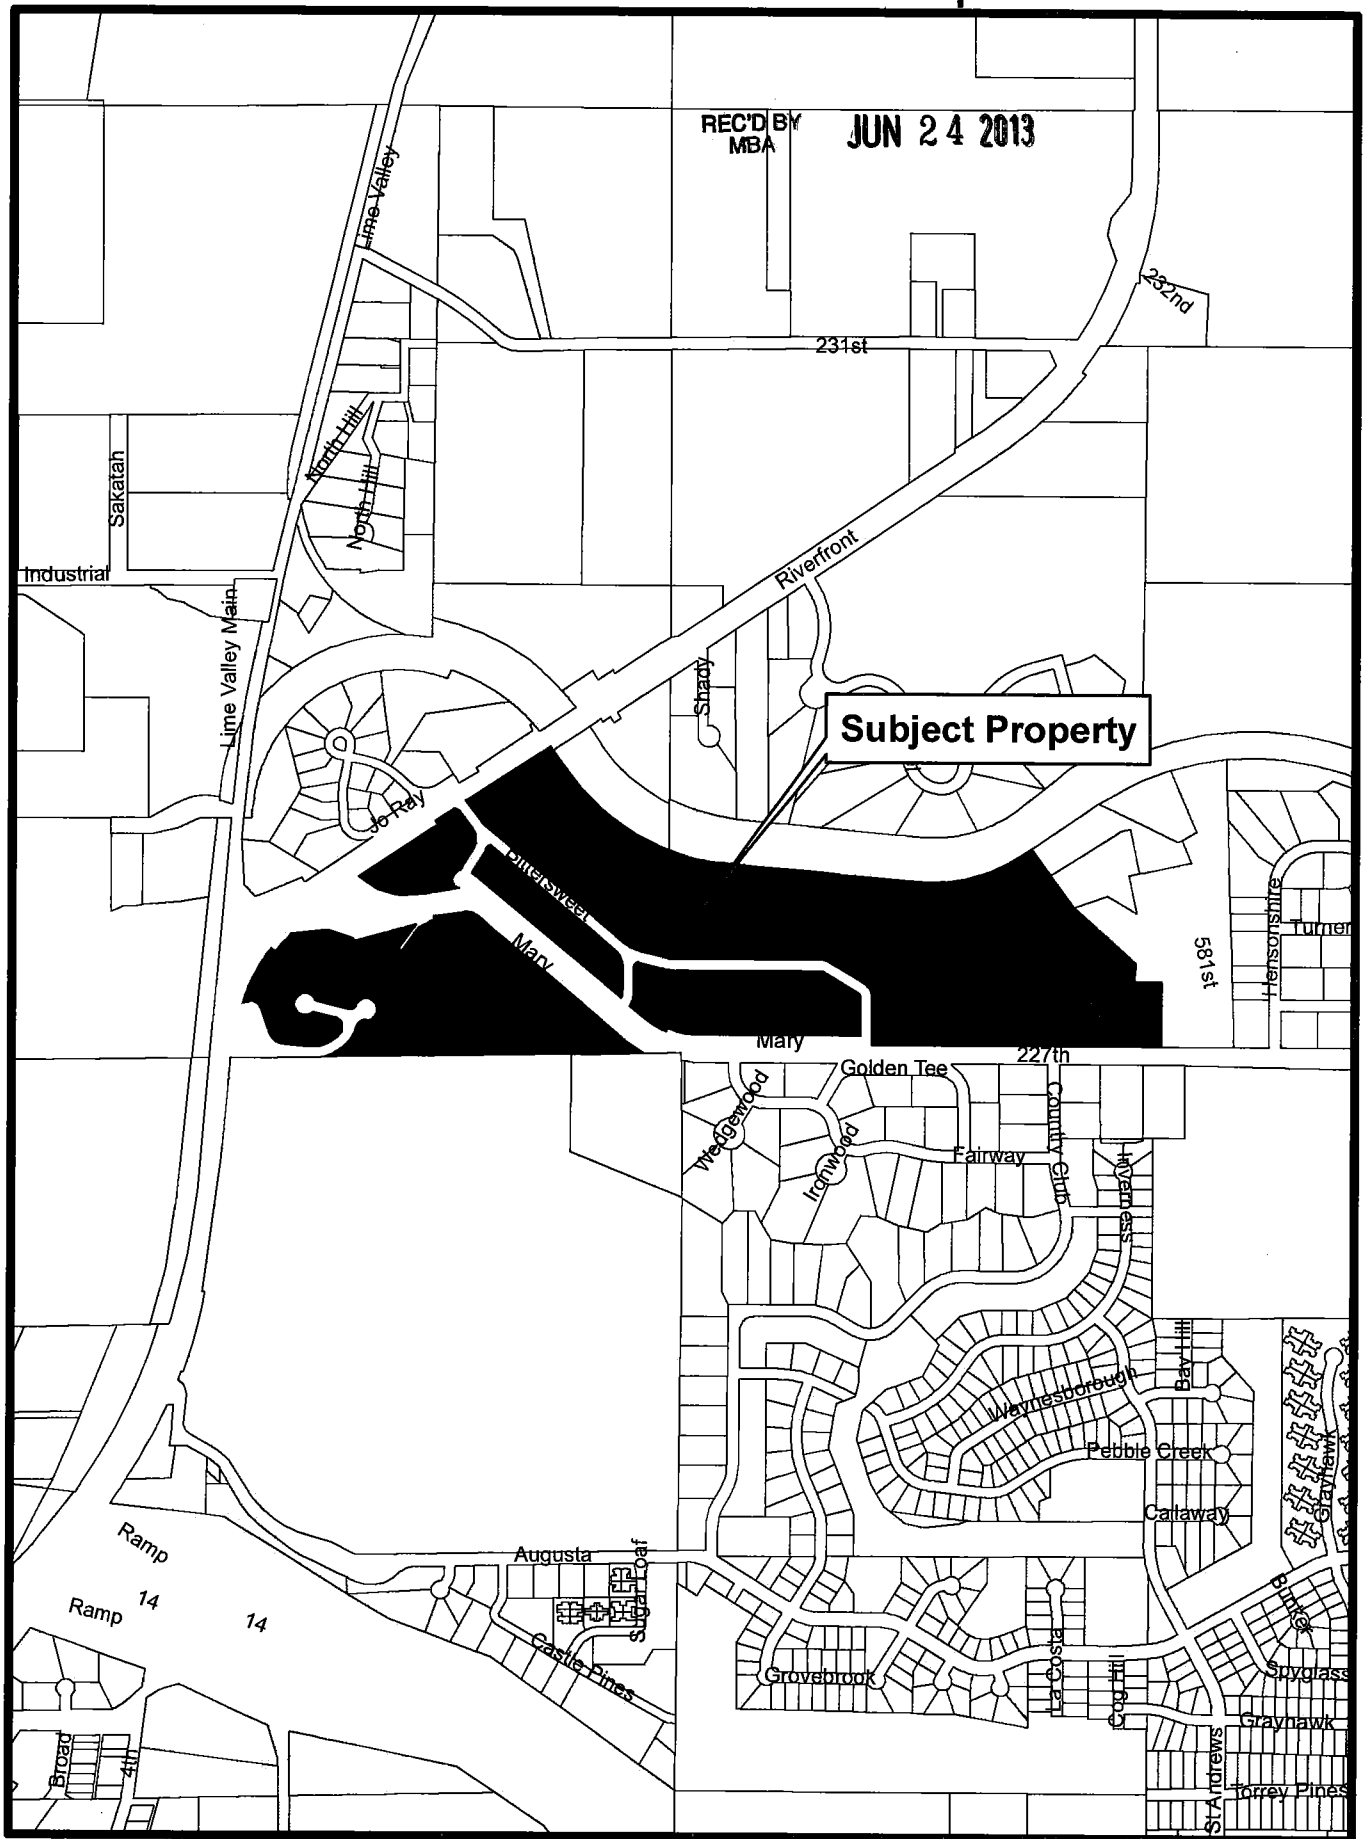 REC'D BY
MBA
JUN 24 2013
Lime Valley
232nd
231st
North Hill
North Hill
Sakatah
Industrial
Riverfront
Lime Valley Main
Shady
Subject Property
Jo Ray
Bittersweet
Mary
Hensonshire
Turner
581st
Mary
227th
Golden Tee
Wedgewood
Country Club
Ironwood
Fairway
Inverness
Bay Hill
Waynesborough
Pebble Creek
Grayhawk
Callaway
Ramp
Augusta
Sugar Loaf
14
Ramp
14
Bunker
Castle Pines
La Costa
Grovebrook
Cog Hill
Spyglass
Grayhawk
Broad
4th
St Andrews
Torrey Pines